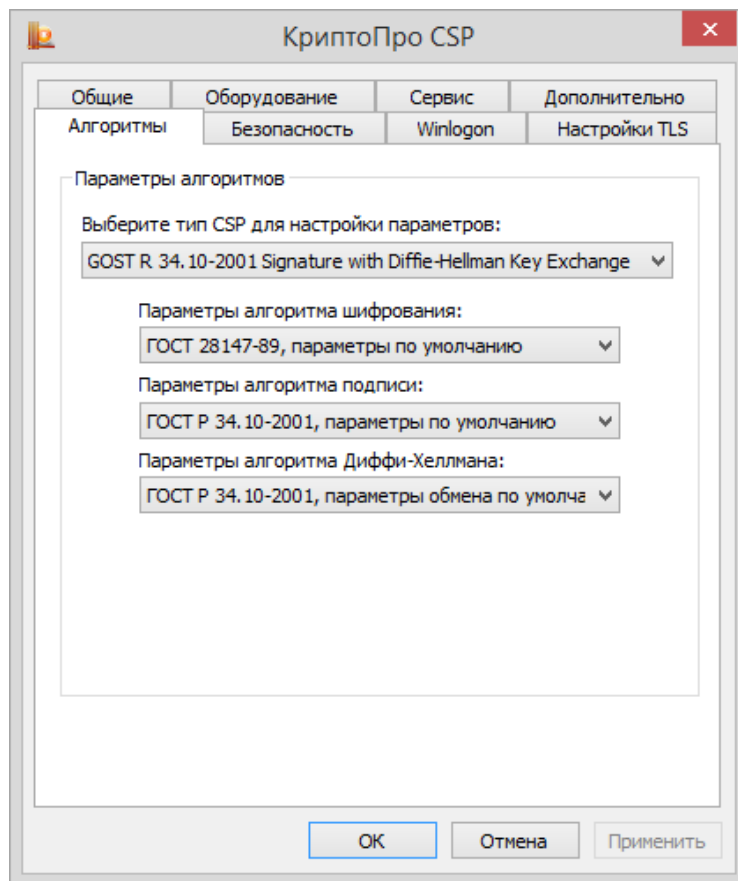 КриптоПро CSP
Общие Оборудование Сервис Дополнительно
Алгоритмы Безопасность Winlogon Настройки TLS
Параметры алгоритмов
Выберите тип CSP для настройки параметров:
GOST R 34.10-2001 Signature with Diffie-Hellman Key Exchange
Параметры алгоритма шифрования:
ГОСТ 28147-89, параметры по умолчанию
Параметры алгоритма подписи:
ГОСТ Р 34.10-2001, параметры по умолчанию
Параметры алгоритма Диффи-Хеллмана:
ГОСТ Р 34.10-2001, параметры обмена по умолча
ОК Отмена Применить